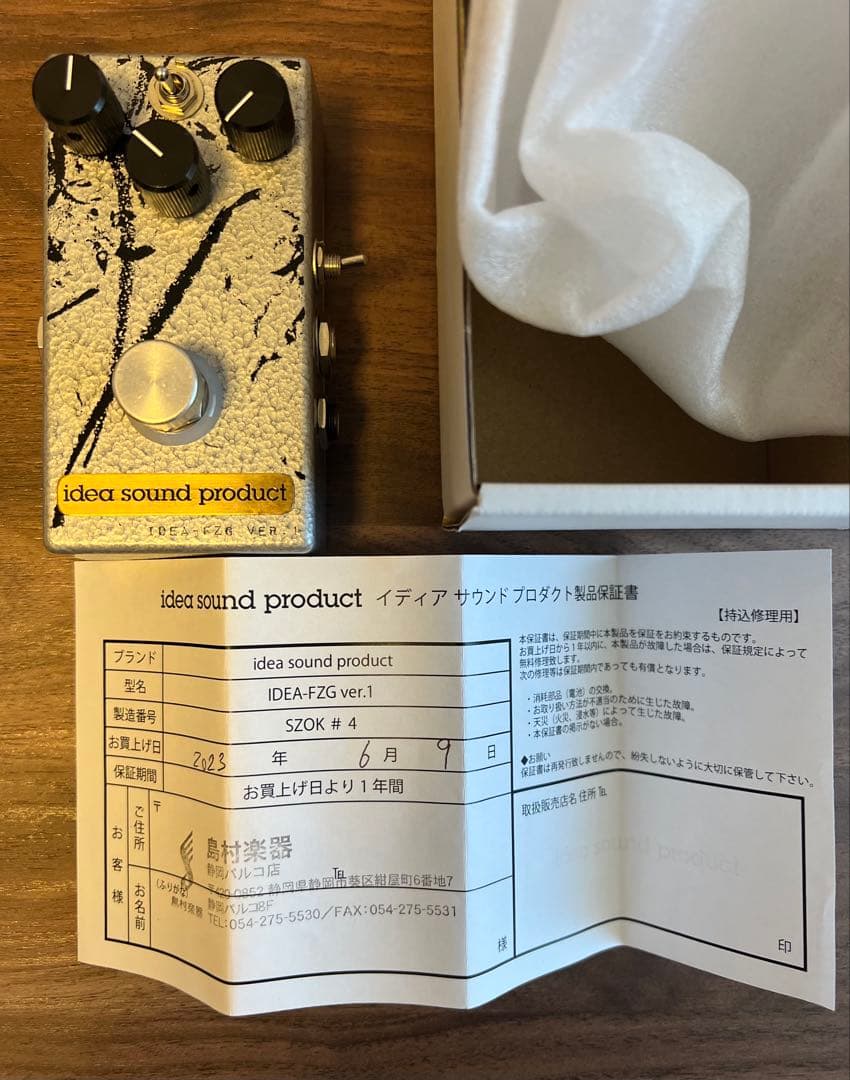 idea sound product
IDEA-FZG VER.1
idea sound product イディア サウンド プロダクト製品保証書
【持込修理用】
ブランド idea sound product
型名 IDEA-FZG ver.1
製造番号 SZOK # 4
お買上げ日 2023 年 6 月 9 日
保証期間 お買上げ日より 1 年間
お客様
ご住所 〒
島村楽器
静岡パルコ店
TEL
〒420-0852 静岡県静岡市葵区紺屋町6番地7
静岡パルコ8F
TEL:054-275-5530/FAX:054-275-5531
お名前 (ふりがな)
島村楽器
様
本保証書は、保証期間中に本製品を保証をお約束するものです。
お買上げ日から1年以内に、本製品が故障した場合は、保証規定によって
無料修理致します。
次の修理等は保証期間内であっても有償となります。
・消耗部品（電池）の交換。
・お取り扱い方法が不適当のために生じた故障。
・天災（火災、浸水等）によって生じた故障。
・本保証書の掲示がない場合。
◆お願い
保証書は再発行致しませんので、紛失しないように大切に保管して下さい。
取扱販売店名 住所 TEL
印